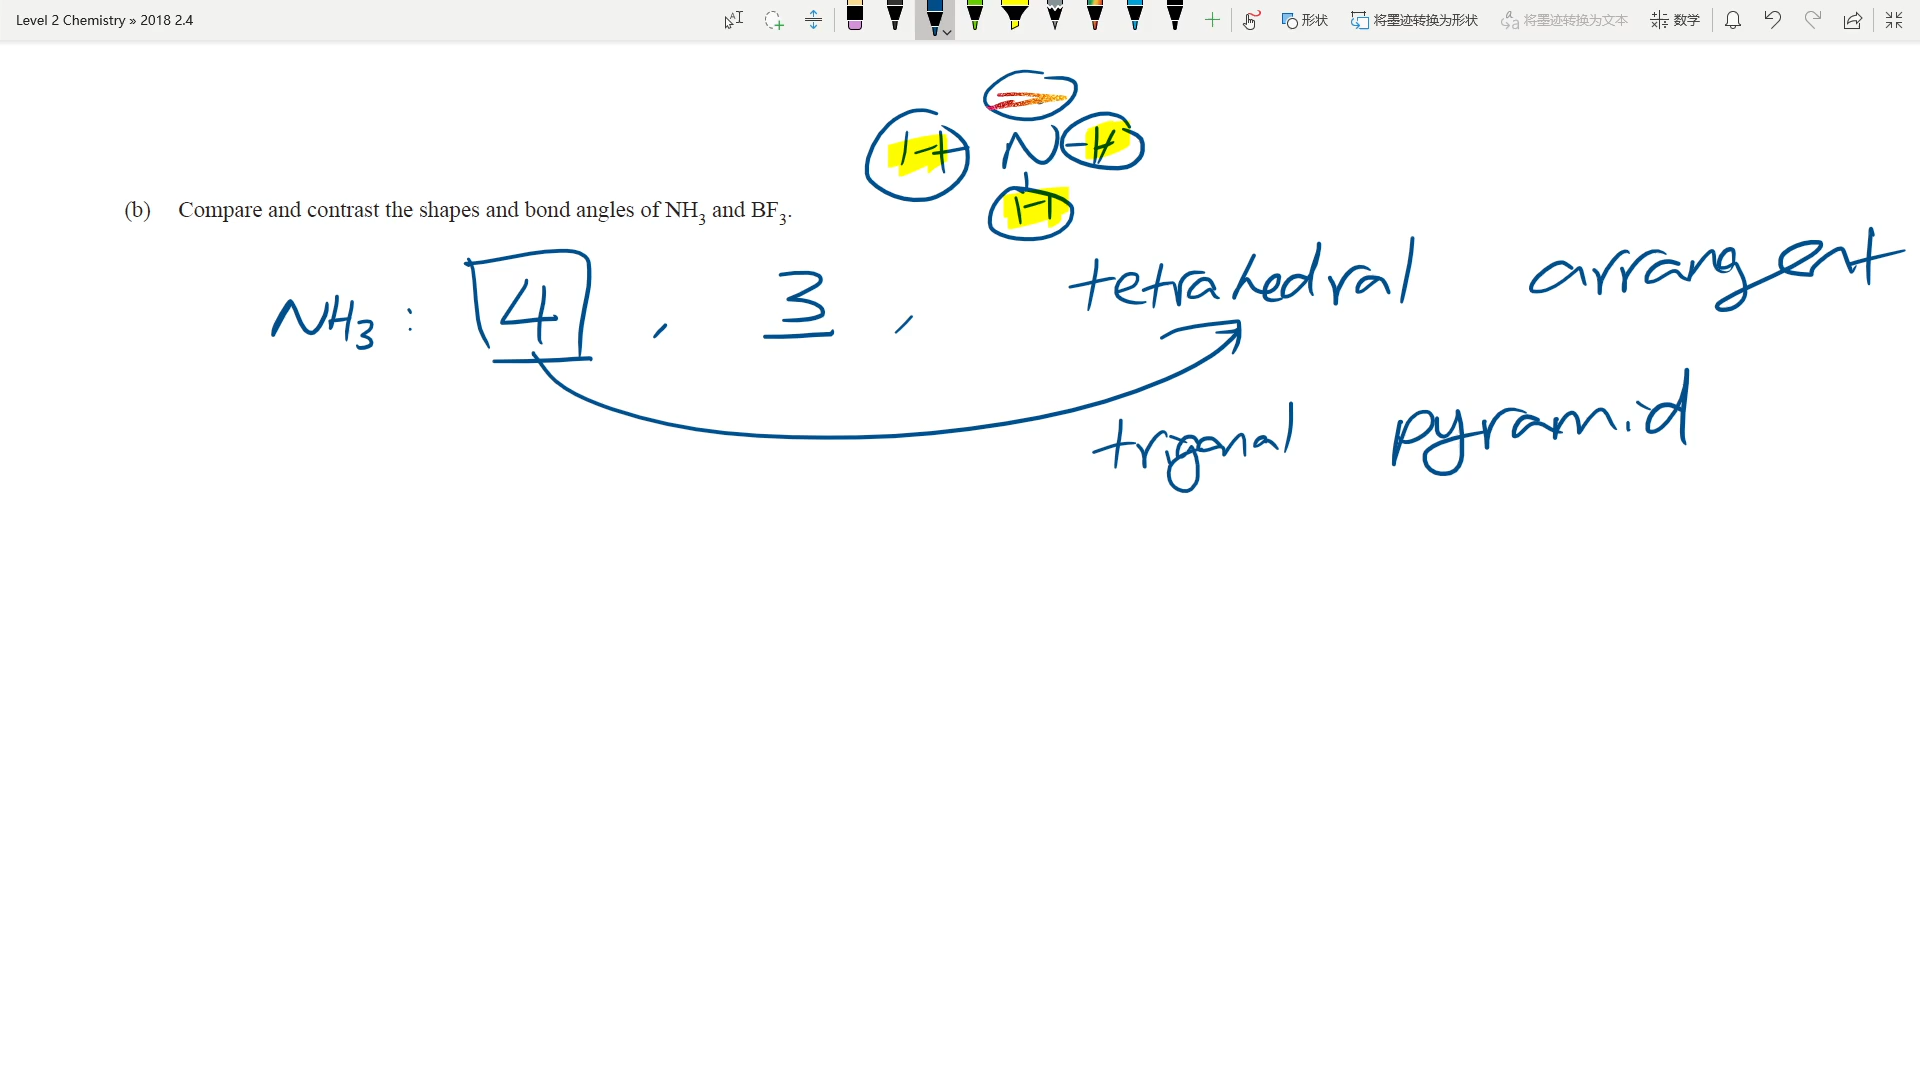 Level 2 Chemistry » 2018 2.4
形状 将墨迹转换为形状 将墨迹转换为文本 数学
H N-H
H
(b) Compare and contrast the shapes and bond angles of NH3 and BF3.
NH3 : 4 , 3 , tetrahedral arrangent
trigonal pyramid